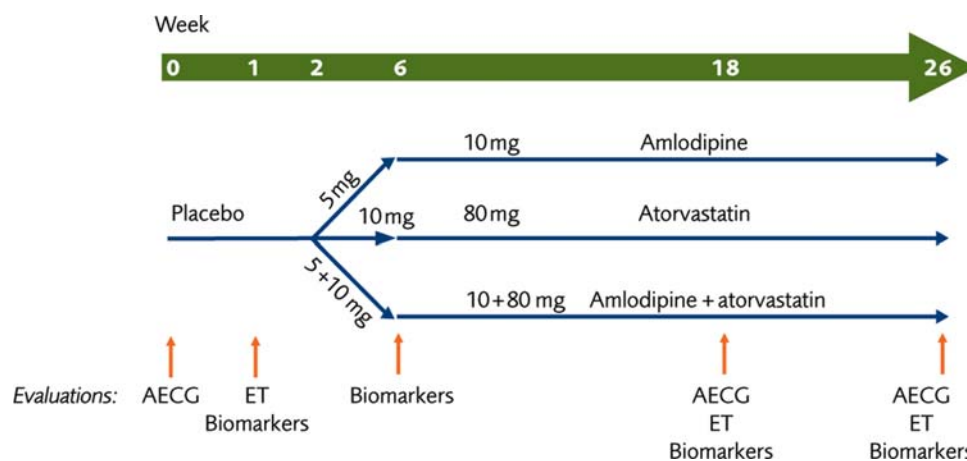 Week
0 1 2 6 18 26
10 mg Amlodipine
5 mg
Placebo 10 mg 80 mg Atorvastatin
5+10 mg
10+80 mg Amlodipine + atorvastatin
Evaluations: AECG ET Biomarkers AECG AECG
Biomarkers ET ET
Biomarkers Biomarkers